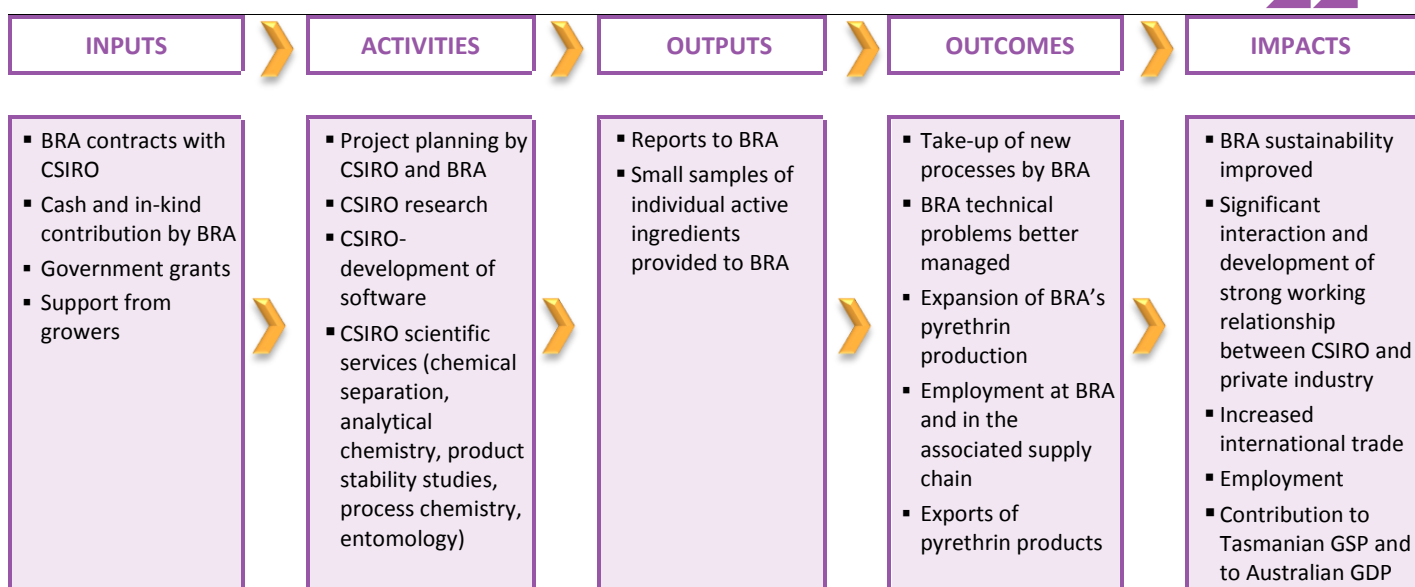 INPUTS
ACTIVITIES
OUTPUTS
OUTCOMES
IMPACTS
▪ BRA contracts with
CSIRO
▪ Cash and in-kind
contribution by BRA
▪ Government grants
▪ Support from
growers
▪ Project planning by
CSIRO and BRA
▪ CSIRO research
▪ CSIRO-
development of
software
▪ CSIRO scientific
services (chemical
separation,
analytical
chemistry, product
stability studies,
process chemistry,
entomology)
▪ Reports to BRA
▪ Small samples of
individual active
ingredients
provided to BRA
▪ Take-up of new
processes by BRA
▪ BRA technical
problems better
managed
▪ Expansion of BRA’s
pyrethrin
production
▪ Employment at BRA
and in the
associated supply
chain
▪ Exports of
pyrethrin products
▪ BRA sustainability
improved
▪ Significant
interaction and
development of
strong working
relationship
between CSIRO and
private industry
▪ Increased
international trade
▪ Employment
▪ Contribution to
Tasmanian GSP and
to Australian GDP